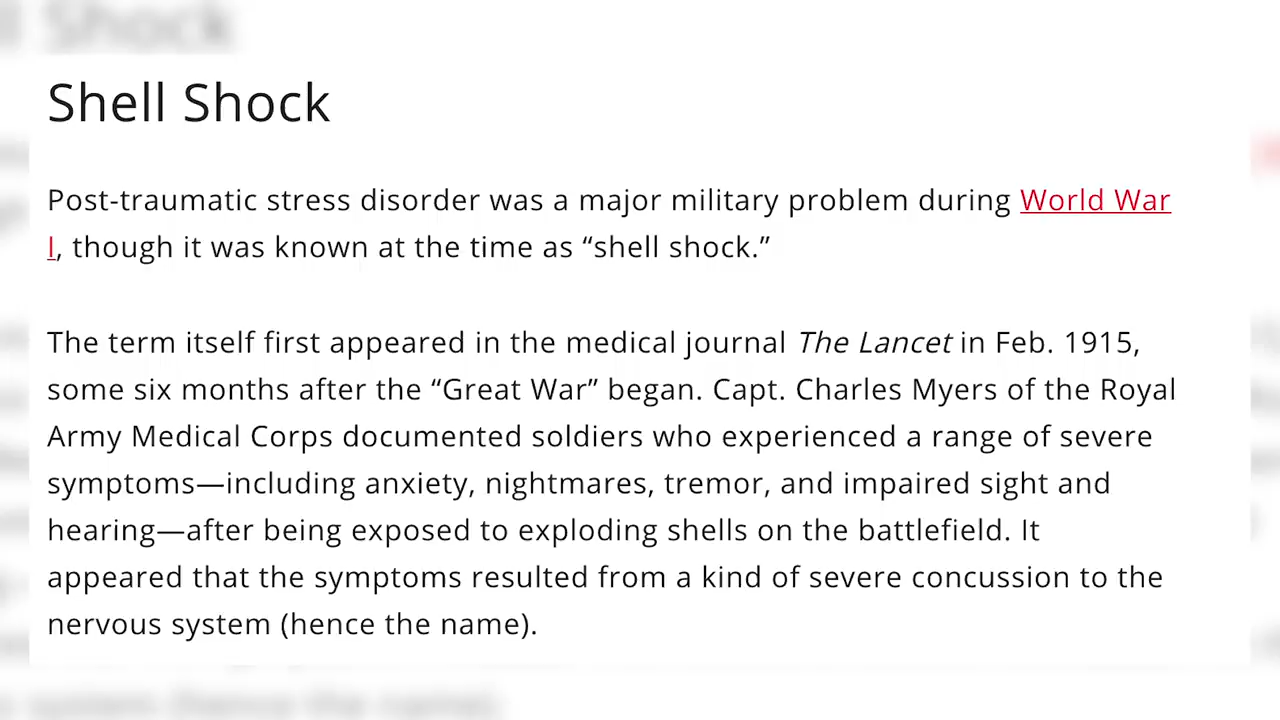 Shell Shock
Post-traumatic stress disorder was a major military problem during World War
I, though it was known at the time as “shell shock.”
The term itself first appeared in the medical journal The Lancet in Feb. 1915,
some six months after the “Great War” began. Capt. Charles Myers of the Royal
Army Medical Corps documented soldiers who experienced a range of severe
symptoms—including anxiety, nightmares, tremor, and impaired sight and
hearing—after being exposed to exploding shells on the battlefield. It
appeared that the symptoms resulted from a kind of severe concussion to the
nervous system (hence the name).